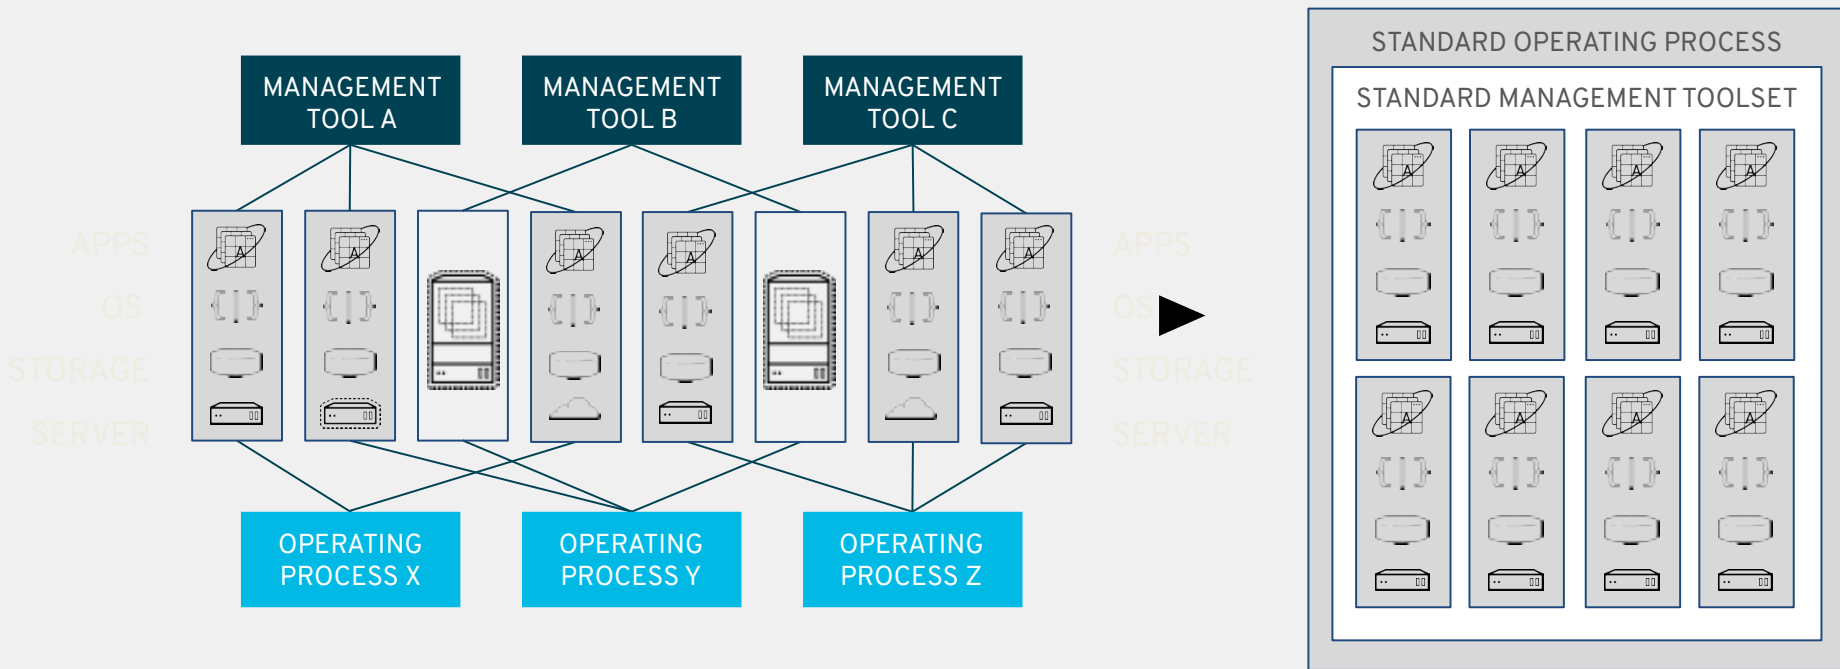 MANAGEMENT
TOOL A
MANAGEMENT
TOOL B
MANAGEMENT
TOOL C
APPS
OS
STORAGE
SERVER
APPS
OS
STORAGE
SERVER
OPERATING
PROCESS X
OPERATING
PROCESS Y
OPERATING
PROCESS Z
STANDARD OPERATING PROCESS
STANDARD MANAGEMENT TOOLSET
A
A
A
A
A
A
A
A
A
A
A
A
A
A